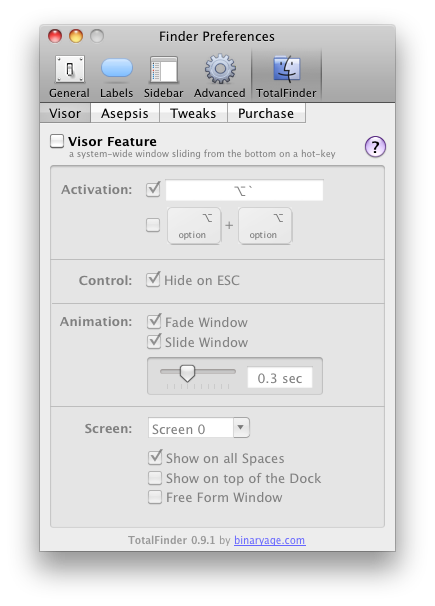 Finder Preferences
General Labels Sidebar Advanced TotalFinder
Visor Asepsis Tweaks Purchase
Visor Feature
a system-wide window sliding from the bottom on a hot-key
?
Activation: ⌥`
⌥ ⌥
option + option
Control: Hide on ESC
Animation: Fade Window
Slide Window
0.3 sec
Screen: Screen 0
Show on all Spaces
Show on top of the Dock
Free Form Window
TotalFinder 0.9.1 by binaryage.com